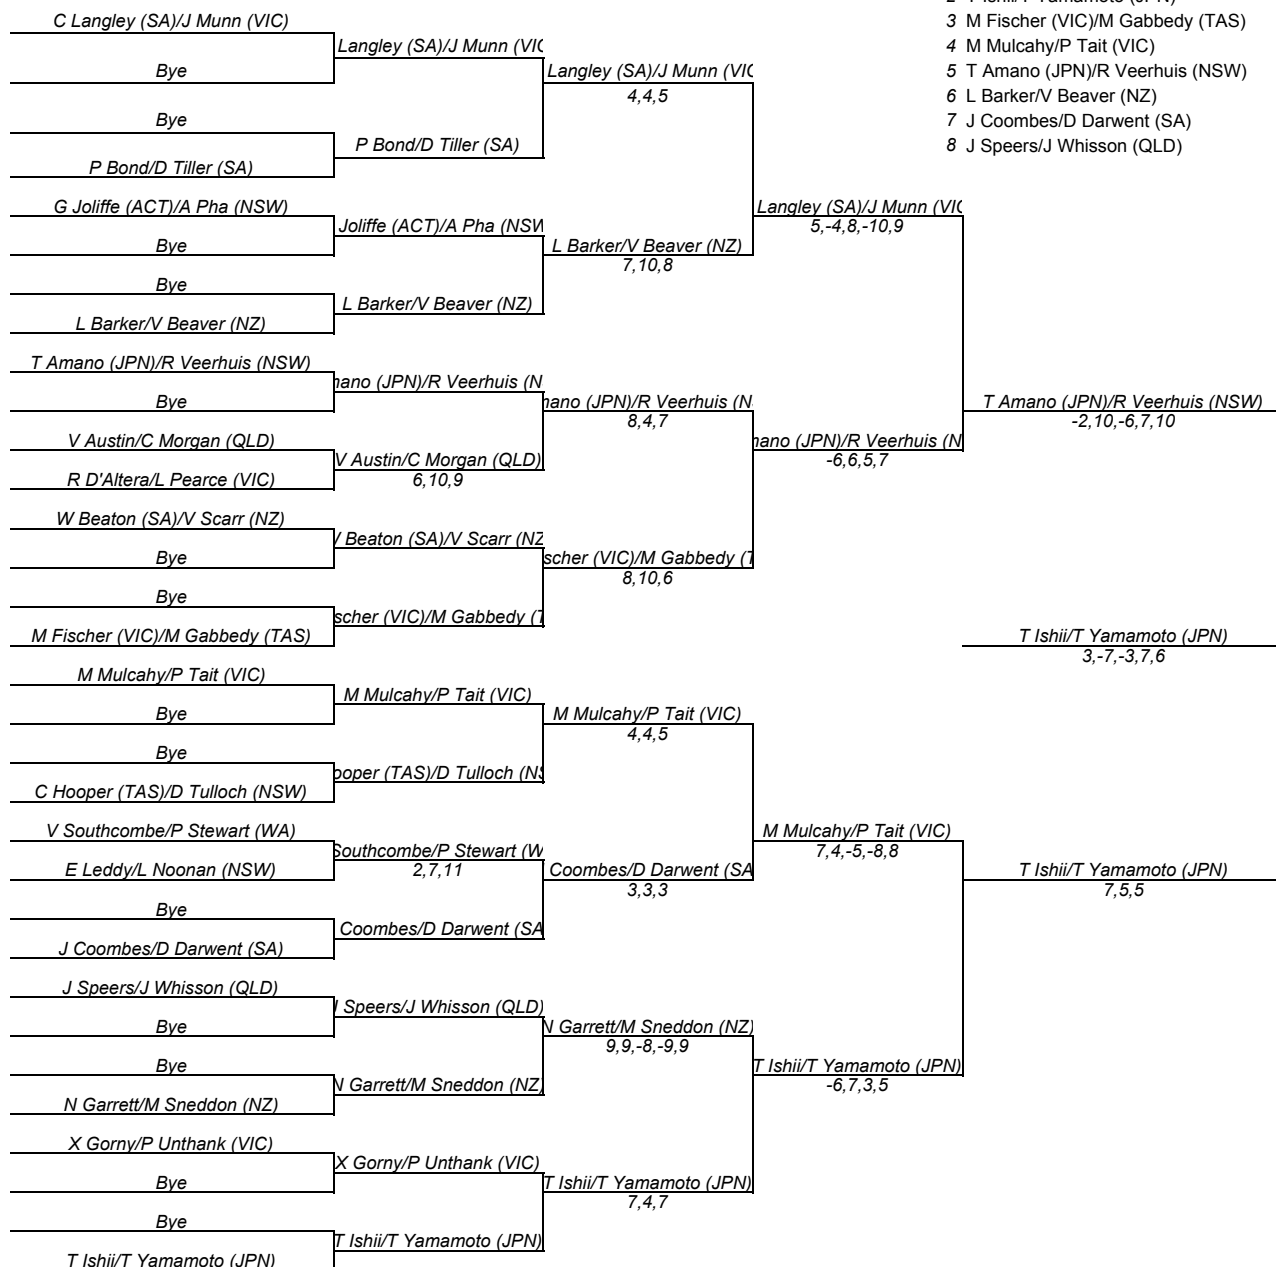 C Langley (SA)/J Munn (VIC)
Bye
Bye
P Bond/D Tiller (SA)
G Joliffe (ACT)/A Pha (NSW)
Bye
Bye
L Barker/V Beaver (NZ)
T Amano (JPN)/R Veerhuis (NSW)
Bye
V Austin/C Morgan (QLD)
R D'Altera/L Pearce (VIC)
W Beaton (SA)/V Scarr (NZ)
Bye
Bye
M Fischer (VIC)/M Gabbedy (TAS)
M Mulcahy/P Tait (VIC)
Bye
Bye
C Hooper (TAS)/D Tulloch (NSW)
V Southcombe/P Stewart (WA)
E Leddy/L Noonan (NSW)
Bye
J Coombes/D Darwent (SA)
J Speers/J Whisson (QLD)
Bye
Bye
N Garrett/M Sneddon (NZ)
X Gorny/P Unthank (VIC)
Bye
Bye
T Ishii/T Yamamoto (JPN)
Langley (SA)/J Munn (VIC
P Bond/D Tiller (SA)
Joliffe (ACT)/A Pha (NSW
L Barker/V Beaver (NZ)
nano (JPN)/R Veerhuis (N
V Austin/C Morgan (QLD)
6,10,9
Beaton (SA)/V Scarr (NZ
scher (VIC)/M Gabbedy (T
M Mulcahy/P Tait (VIC)
ooper (TAS)/D Tulloch (NS
Southcombe/P Stewart (W
2,7,11
Coombes/D Darwent (SA
J Speers/J Whisson (QLD)
N Garrett/M Sneddon (NZ)
X Gorny/P Unthank (VIC)
T Ishii/T Yamamoto (JPN)
Langley (SA)/J Munn (VIC
4,4,5
L Barker/V Beaver (NZ)
7,10,8
nano (JPN)/R Veerhuis (N
8,4,7
scher (VIC)/M Gabbedy (T
8,10,6
M Mulcahy/P Tait (VIC)
4,4,5
Coombes/D Darwent (SA
3,3,3
N Garrett/M Sneddon (NZ)
9,9,-8,-9,9
T Ishii/T Yamamoto (JPN)
7,4,7
Langley (SA)/J Munn (VIC
5,-4,8,-10,9
nano (JPN)/R Veerhuis (N
-6,6,5,7
M Mulcahy/P Tait (VIC)
7,4,-5,-8,8
T Ishii/T Yamamoto (JPN)
-6,7,3,5
2 T Ishii/T Yamamoto (JPN)
3 M Fischer (VIC)/M Gabbedy (TAS)
4 M Mulcahy/P Tait (VIC)
5 T Amano (JPN)/R Veerhuis (NSW)
6 L Barker/V Beaver (NZ)
7 J Coombes/D Darwent (SA)
8 J Speers/J Whisson (QLD)
T Amano (JPN)/R Veerhuis (NSW)
-2,10,-6,7,10
T Ishii/T Yamamoto (JPN)
3,-7,-3,7,6
T Ishii/T Yamamoto (JPN)
7,5,5